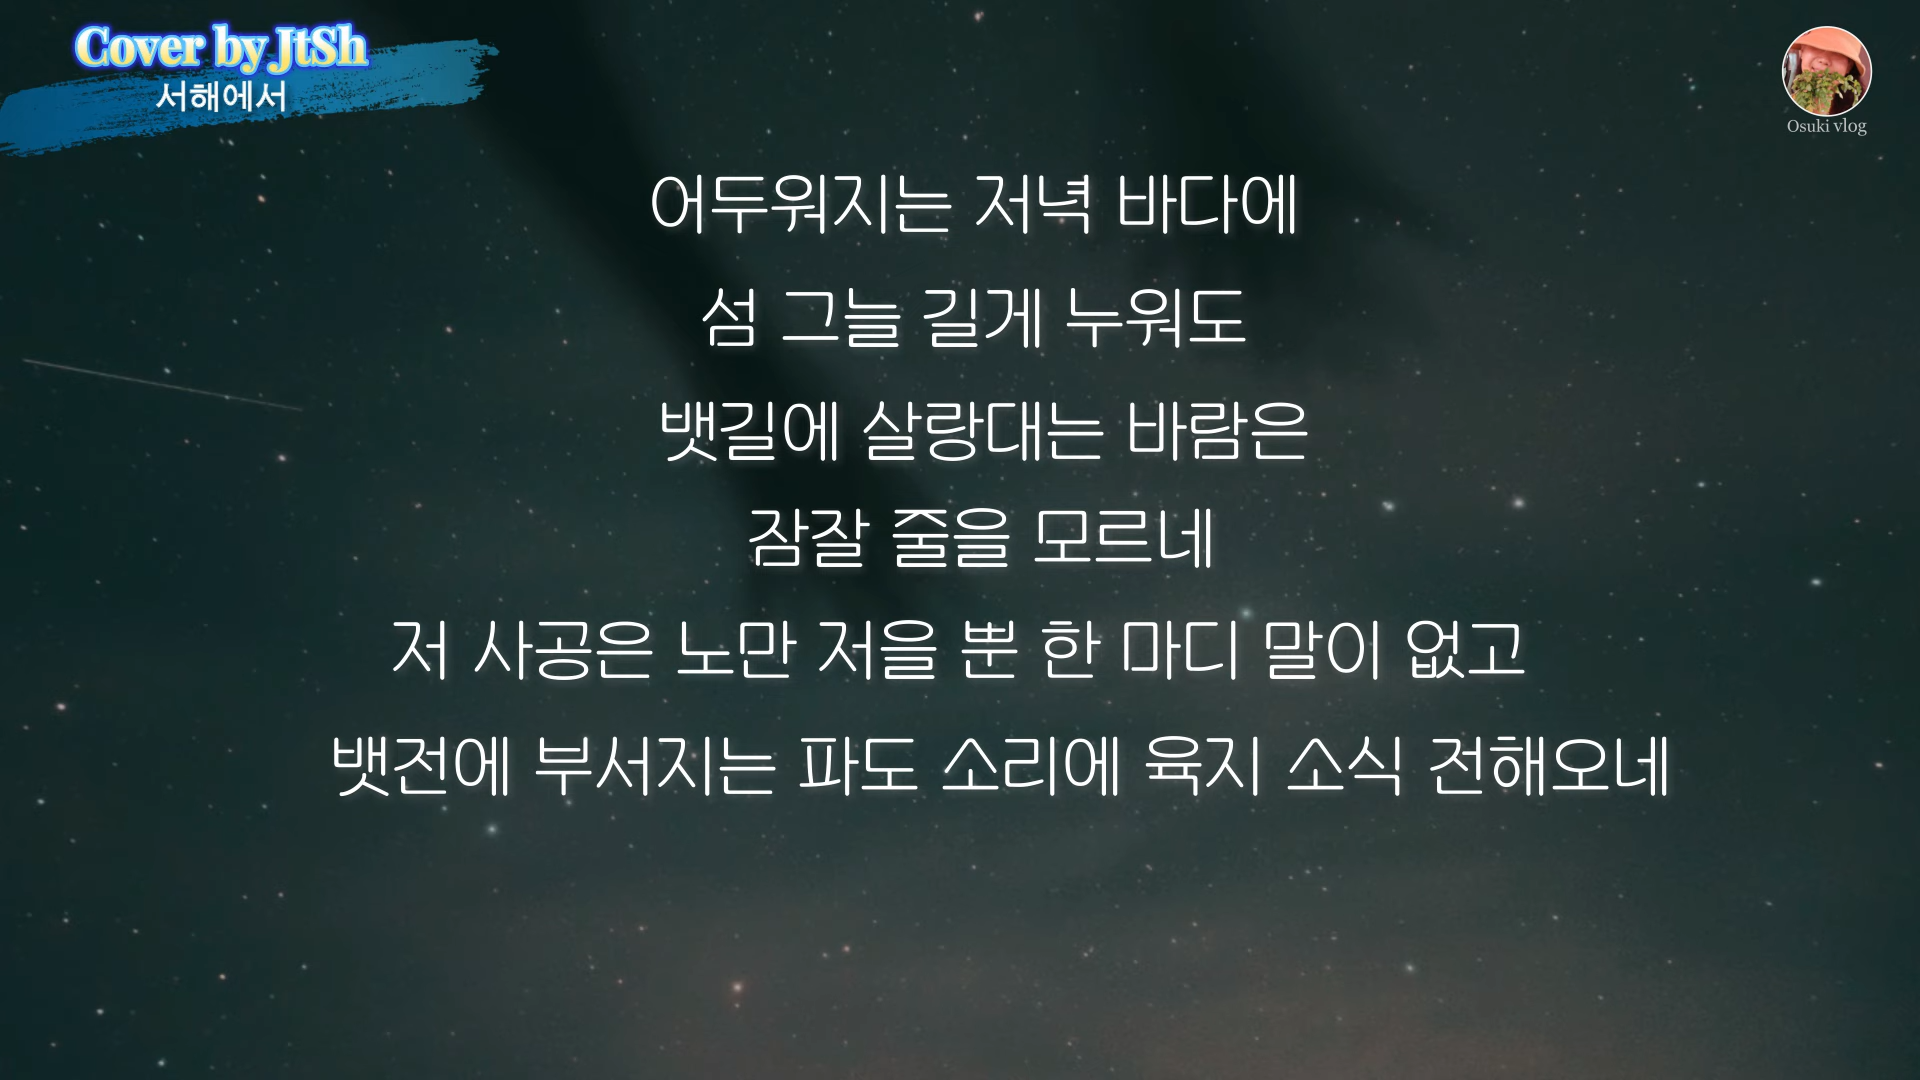 Cover by JtSh
서해에서
Osuki vlog
어두워지는 저녁 바다에
섬 그늘 길게 누워도
뱃길에 살랑대는 바람은
잠잘 줄을 모르네
저 사공은 노만 저을 뿐 한 마디 말이 없고
뱃전에 부서지는 파도 소리에 육지 소식 전해오네